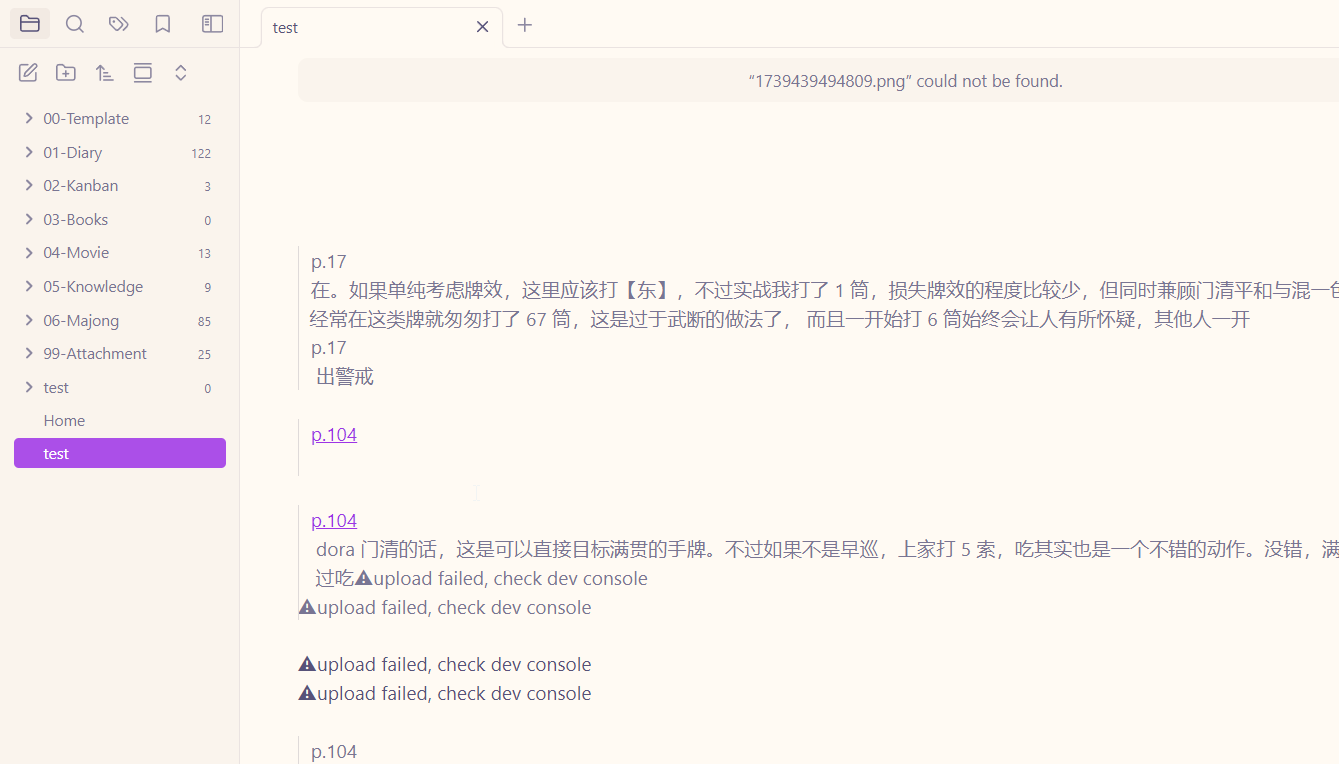 test
“1739439494809.png” could not be found.
00-Template 12
01-Diary 122
02-Kanban 3
03-Books 0
04-Movie 13
05-Knowledge 9
06-Majong 85
99-Attachment 25
test 0
Home
test
p.17
在。如果单纯考虑牌效，这里应该打【东】，不过实战我打了 1 筒，损失牌效的程度比较少，但同时兼顾门清平和与混一色
经常在这类牌就匆匆打了 67 筒，这是过于武断的做法了， 而且一开始打 6 筒始终会让人有所怀疑，其他人一开
p.17
出警戒
p.104
p.104
dora 门清的话，这是可以直接目标满贯的手牌。不过如果不是早巡，上家打 5 索，吃其实也是一个不错的动作。没错，满
过吃⚠upload failed, check dev console
⚠upload failed, check dev console
⚠upload failed, check dev console
⚠upload failed, check dev console
p.104